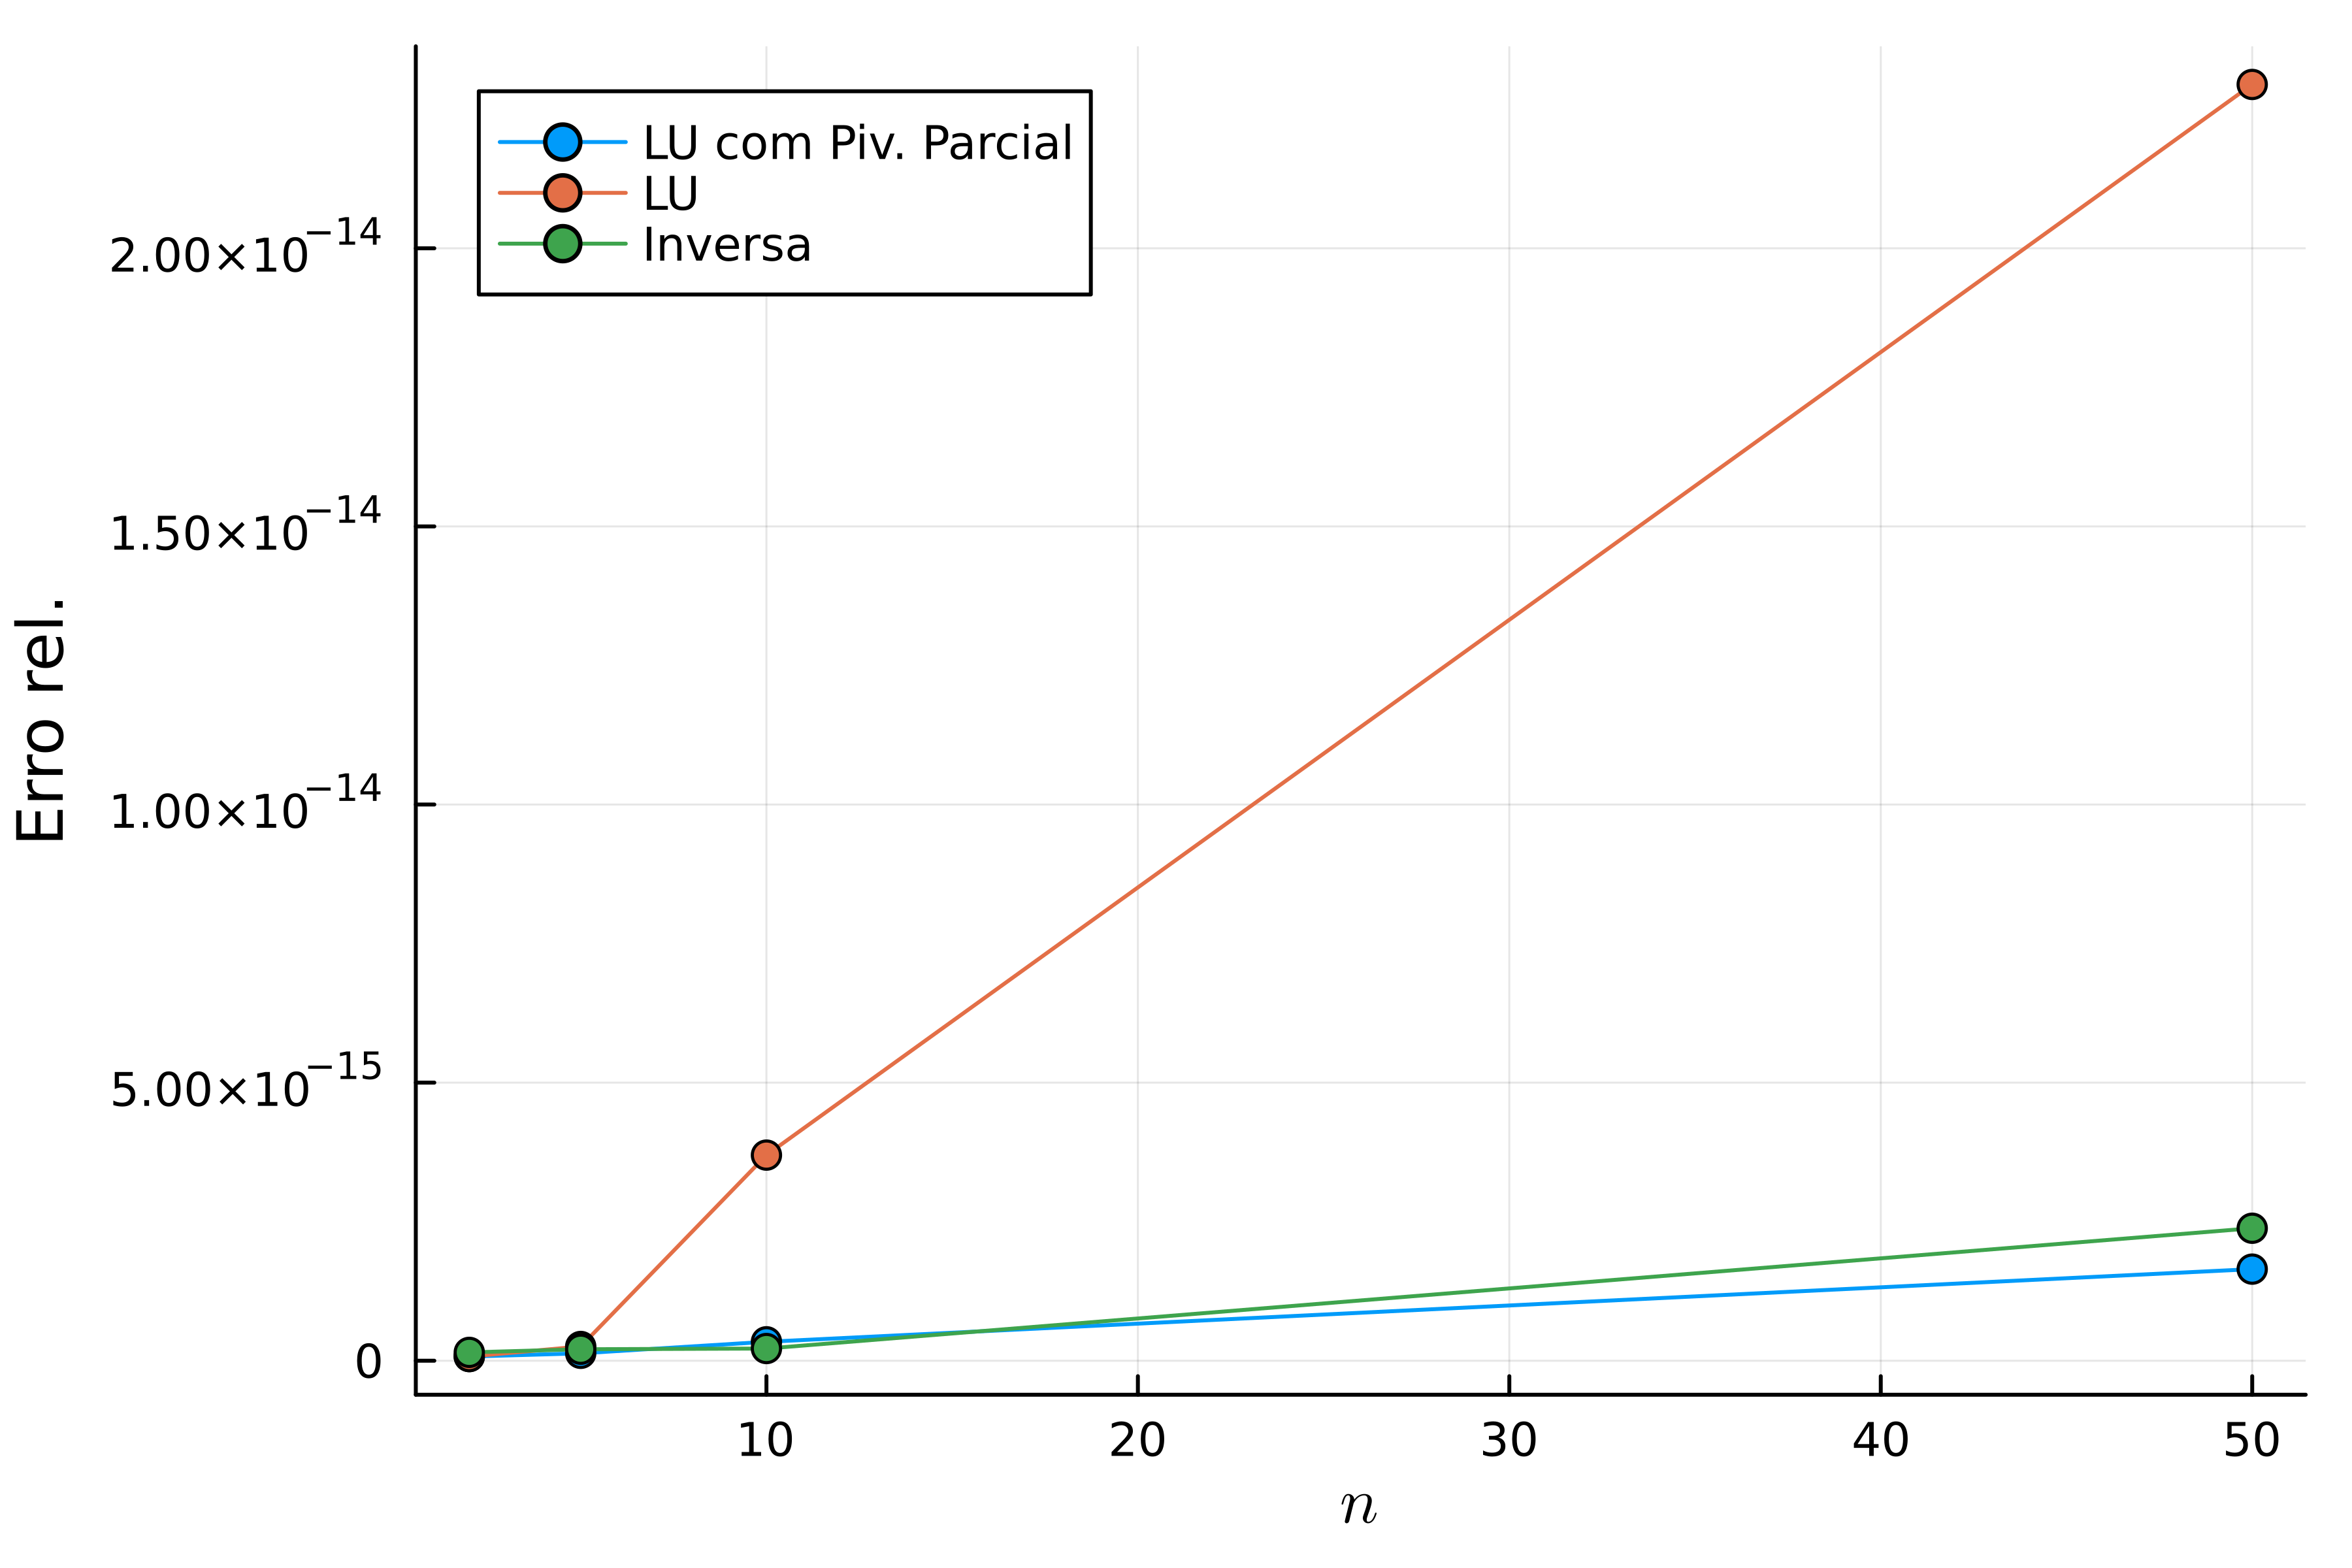 LU com Piv. Parcial
LU
Inversa
2.00×10⁻¹⁴
1.50×10⁻¹⁴
1.00×10⁻¹⁴
5.00×10⁻¹⁵
0
Erro rel.
10 20 30 40 50
n